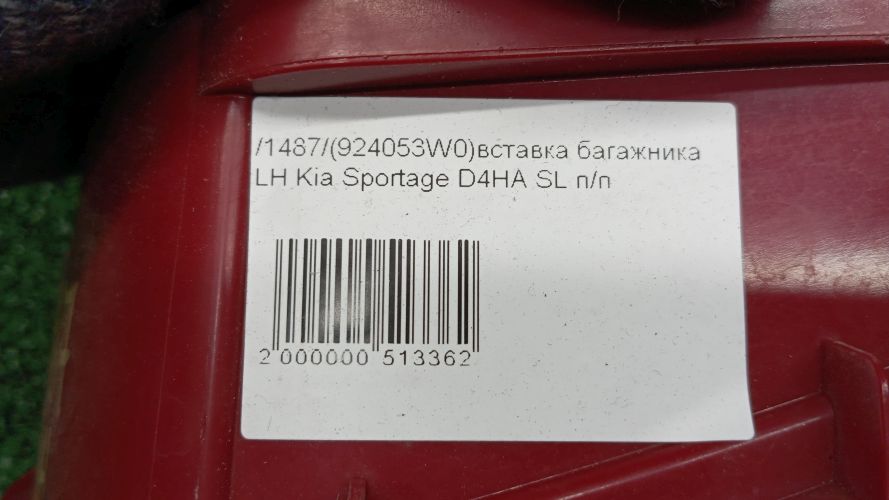 /1487/(924053W0)вставка багажника
LH Kia Sportage D4HA SL п/п
2 000000 513362